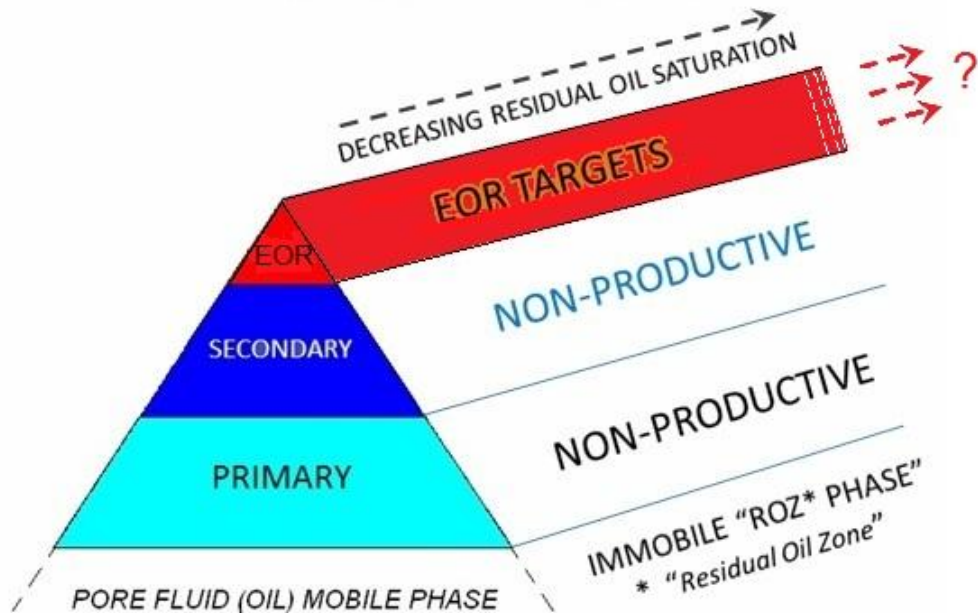 DECREASING RESIDUAL OIL SATURATION
?
EOR TARGETS
EOR
NON-PRODUCTIVE
SECONDARY
NON-PRODUCTIVE
PRIMARY
IMMOBILE “ROZ* PHASE”
* “Residual Oil Zone”
PORE FLUID (OIL) MOBILE PHASE